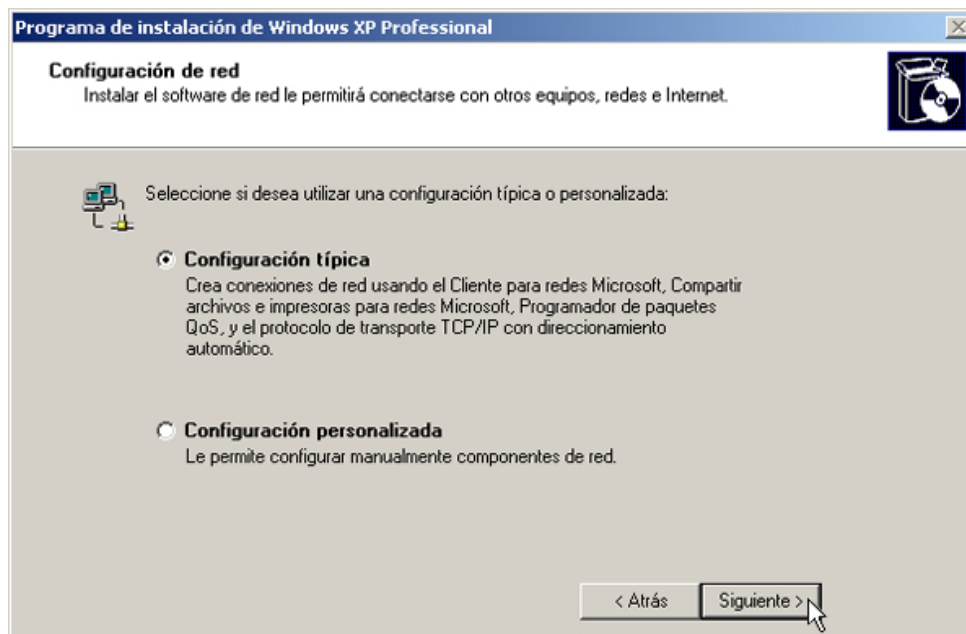 Programa de instalación de Windows XP Professional
Configuración de red
Instalar el software de red le permitirá conectarse con otros equipos, redes e Internet.
Seleccione si desea utilizar una configuración típica o personalizada:
Configuración típica
Crea conexiones de red usando el Cliente para redes Microsoft, Compartir
archivos e impresoras para redes Microsoft, Programador de paquetes
QoS, y el protocolo de transporte TCP/IP con direccionamiento
automático.
Configuración personalizada
Le permite configurar manualmente componentes de red.
< Atrás
Siguiente >